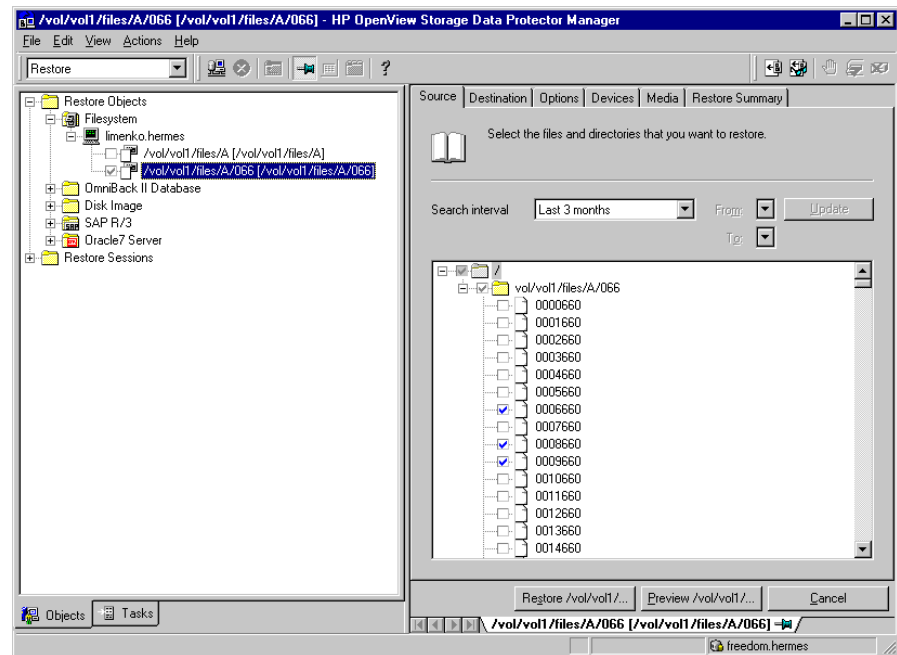 /vol/vol1/files/A/066 [/vol/vol1/files/A/066] - HP OpenView Storage Data Protector Manager
File Edit View Actions Help
Restore
Restore Objects
Filesystem
limenko.hermes
/vol/vol1/files/A [/vol/vol1/files/A]
/vol/vol1/files/A/066 [/vol/vol1/files/A/066]
OmniBack II Database
Disk Image
SAP R/3
Oracle7 Server
Restore Sessions
Objects Tasks
Source Destination Options Devices Media Restore Summary
Select the files and directories that you want to restore.
Search interval Last 3 months From: Update
To:
/
vol/vol1/files/A/066
0000660
0001660
0002660
0003660
0004660
0005660
0006660
0007660
0008660
0009660
0010660
0011660
0012660
0013660
0014660
Restore /vol/vol1/... Preview /vol/vol1/... Cancel
/vol/vol1/files/A/066 [/vol/vol1/files/A/066]
freedom.hermes